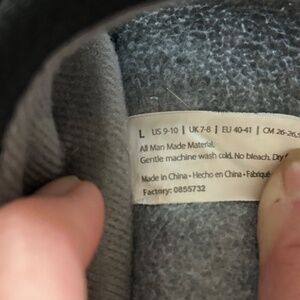 L US 9-10 | UK 7-8 | EU 40-41 | CM 26-26,5
All Man Made Material.
Gentle machine wash cold. No bleach. Dry
Made in China • Hecho en China • Fabriqué
Factory: 0855732